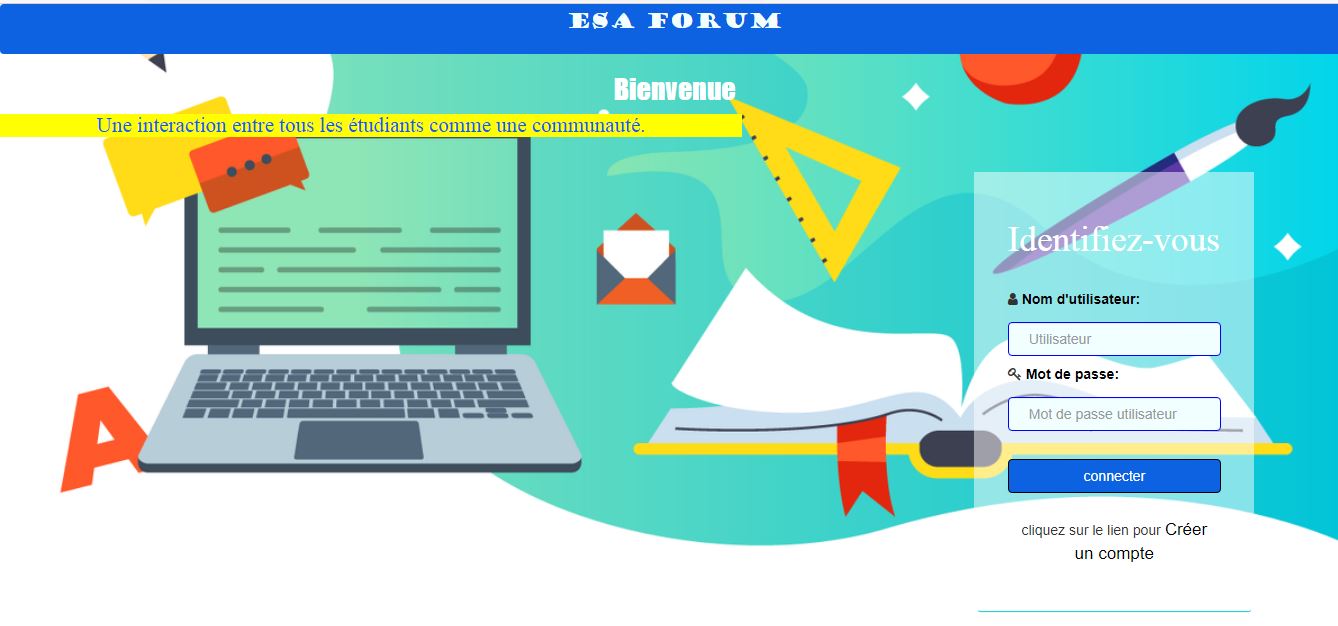 ESA FORUM
Bienvenue
Une interaction entre tous les étudiants comme une communauté.
A
Identifiez-vous
Nom d'utilisateur:
Utilisateur
Mot de passe:
Mot de passe utilisateur
connecter
cliquez sur le lien pour Créer
un compte